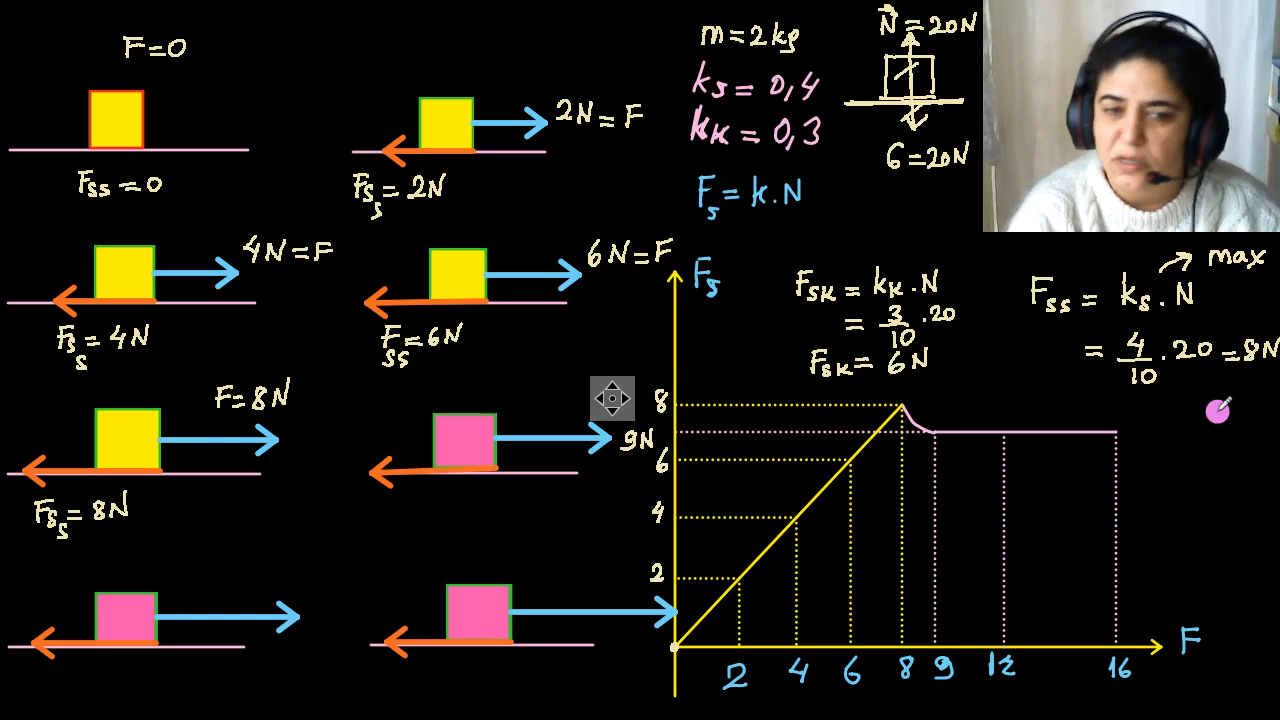 F=0
Fss=0
2N=F
Fs s=2N
4N=F
Fs s=4N
6N=F
Fss=6N
F=8N
Fs s=8N
9N
m=2kg
ks=0,4
kk=0,3
Fs=k.N
N=20N
G=20N
Fs
FsK=kK.N
=3/10.20
FsK=6N
Fss=ks.N
max
=4/10.20=8N
8
6
4
2
2 4 6 8 9 12 16
F